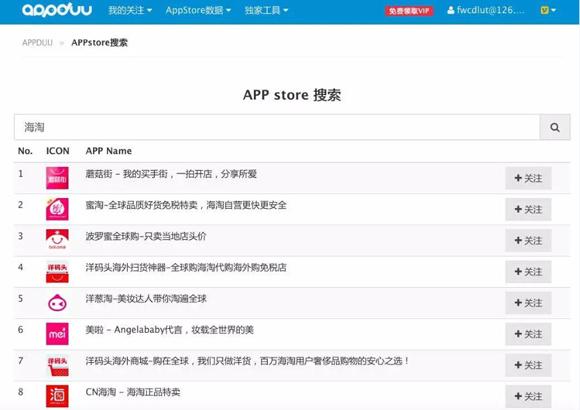 appduu 我的关注 AppStore数据 独家工具 免费领取VIP fwcdlut@126.... V
APPDUU » APPstore搜索
APP store 搜索
海淘
No. ICON APP Name
1 蘑菇街 蘑菇街 - 我的买手街，一拍开店，分享所爱 + 关注
2 蜜淘-全球品质好货免税特卖，海淘自营更快更安全 + 关注
3 bolome 波罗蜜全球购-只卖当地店头价 + 关注
4 洋码头 洋码头海外扫货神器-全球购海淘代购海外购免税店 + 关注
5 洋葱淘-美妆达人带你淘遍全球 + 关注
6 mei 美啦 - Angelababy代言，妆载全世界的美 + 关注
7 洋码头 洋码头海外商城-购在全球，我们只做洋货，百万海淘用户奢侈品购物的安心之选！ + 关注
8 海 CN海淘 - 海淘正品特卖 + 关注